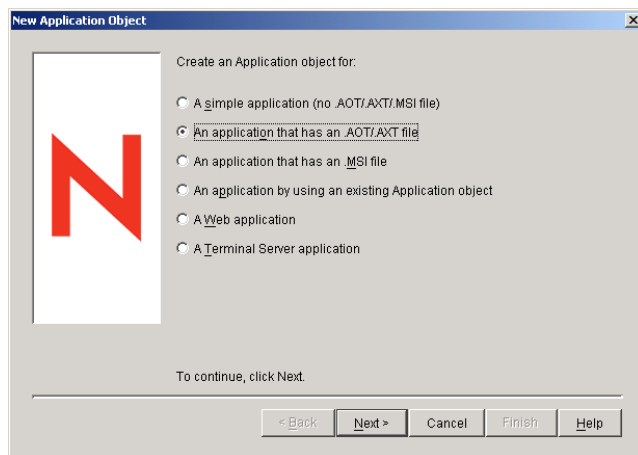 New Application Object
Create an Application object for:
A simple application (no .AOT/.AXT/.MSI file)
An application that has an .AOT/.AXT file
An application that has an .MSI file
An application by using an existing Application object
A Web application
A Terminal Server application
N
To continue, click Next.
< Back
Next >
Cancel
Finish
Help